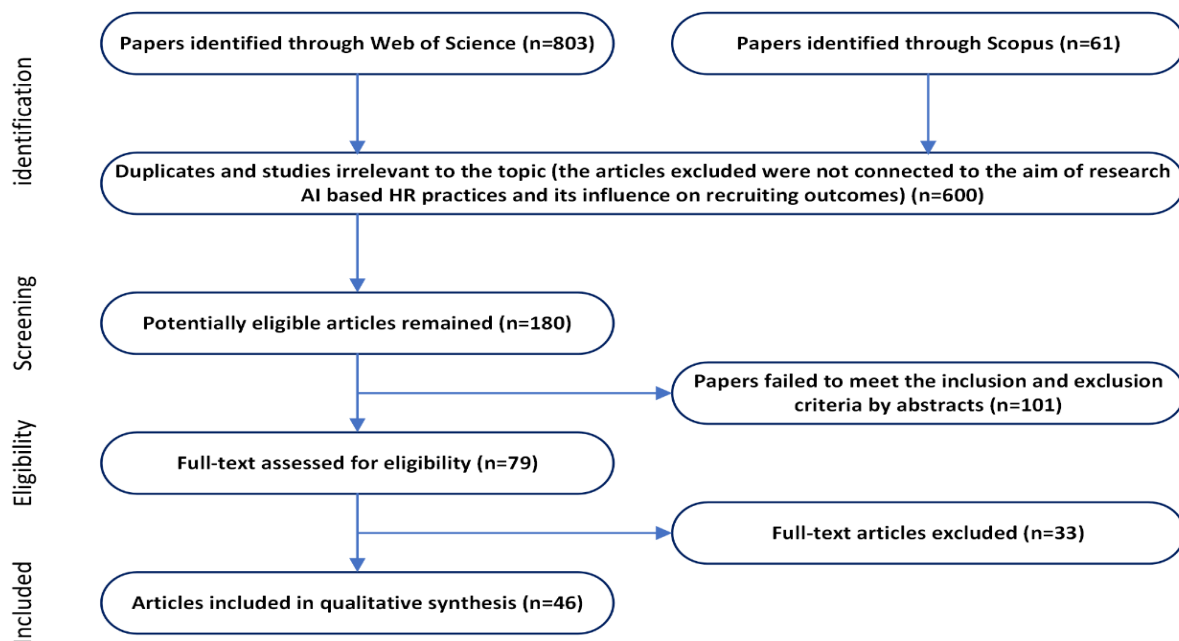 Papers identified through Web of Science (n=803)
Papers identified through Scopus (n=61)
identification
Duplicates and studies irrelevant to the topic (the articles excluded were not connected to the aim of research
AI based HR practices and its influence on recruiting outcomes) (n=600)
Screening
Potentially eligible articles remained (n=180)
Papers failed to meet the inclusion and exclusion
criteria by abstracts (n=101)
Eligibility
Full-text assessed for eligibility (n=79)
Full-text articles excluded (n=33)
Included
Articles included in qualitative synthesis (n=46)